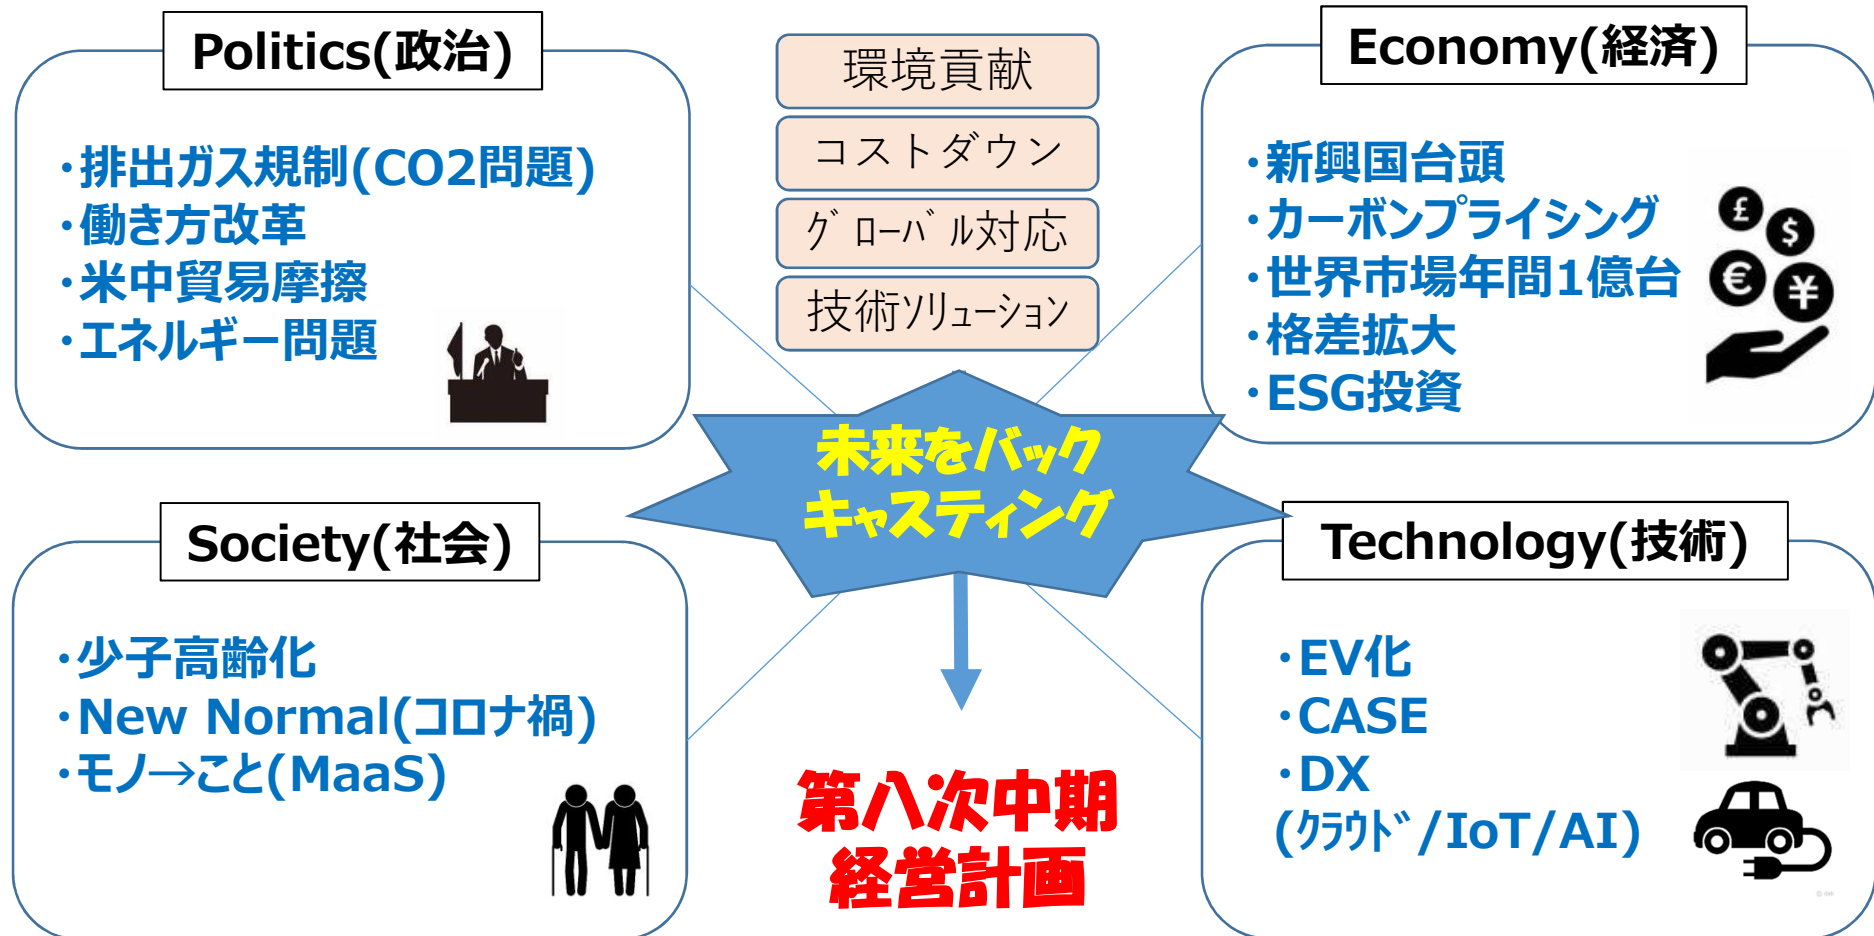 Politics(政治)
・排出ガス規制(CO2問題)
・働き方改革
・米中貿易摩擦
・エネルギー問題
環境貢献
コストダウン
グローバル対応
技術ソリューション
Economy(経済)
・新興国台頭
・カーボンプライシング
・世界市場年間1億台
・格差拡大
・ESG投資
£
$
€
¥
未来をバック
キャスティング
Society(社会)
・少子高齢化
・New Normal(コロナ禍)
・モノ→こと(MaaS)
第八次中期
経営計画
Technology(技術)
・EV化
・CASE
・DX
(クラウド/IoT/AI)